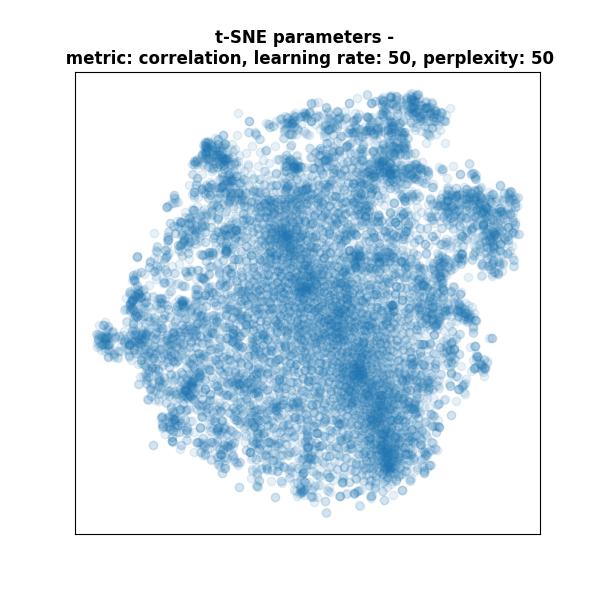 t-SNE parameters -
metric: correlation, learning rate: 50, perplexity: 50